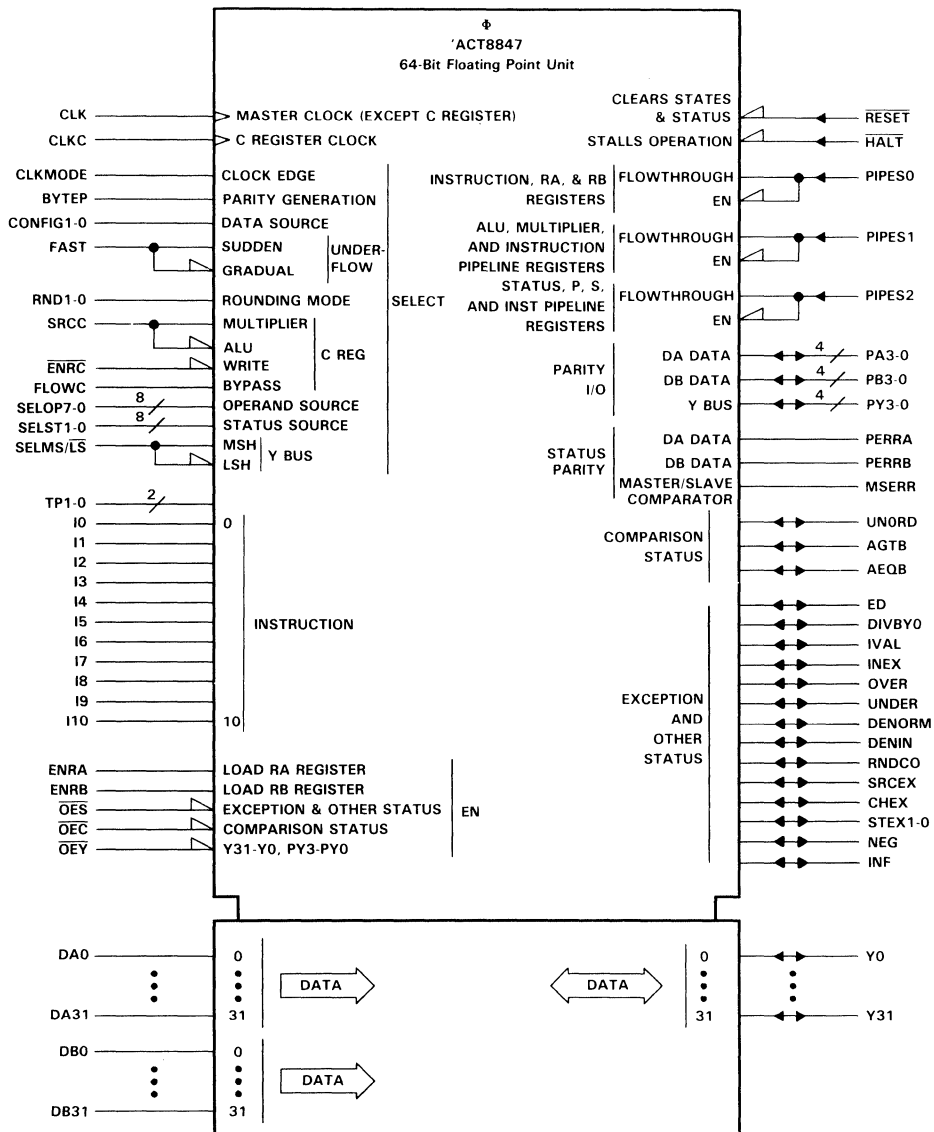 Φ
'ACT8847
64-Bit Floating Point Unit
CLK
MASTER CLOCK (EXCEPT C REGISTER)
CLKC
C REGISTER CLOCK
CLKMODE
CLOCK EDGE
BYTEP
PARITY GENERATION
CONFIG1-0
DATA SOURCE
FAST
SUDDEN
GRADUAL
UNDER-
FLOW
RND1-0
ROUNDING MODE
SELECT
SRCC
MULTIPLIER
ALU
C REG
ENRC
WRITE
FLOWC
BYPASS
SELOP7-0
8
OPERAND SOURCE
SELST1-0
8
STATUS SOURCE
SELMS/LS
MSH
LSH
Y BUS
TP1-0
2
I0
0
I1
I2
I3
I4
I5
INSTRUCTION
I6
I7
I8
I9
I10
10
ENRA
LOAD RA REGISTER
ENRB
LOAD RB REGISTER
OES
EXCEPTION & OTHER STATUS
EN
OEC
COMPARISON STATUS
OEY
Y31-Y0, PY3-PY0
CLEARS STATES
& STATUS
RESET
STALLS OPERATION
HALT
INSTRUCTION, RA, & RB
REGISTERS
FLOWTHROUGH
EN
PIPES0
ALU, MULTIPLIER,
AND INSTRUCTION
PIPELINE REGISTERS
FLOWTHROUGH
EN
PIPES1
STATUS, P, S,
AND INST PIPELINE
REGISTERS
FLOWTHROUGH
EN
PIPES2
PARITY
I/O
DA DATA
4
PA3-0
DB DATA
4
PB3-0
Y BUS
4
PY3-0
STATUS
PARITY
DA DATA
PERRA
DB DATA
PERRB
MASTER/SLAVE
COMPARATOR
MSERR
COMPARISON
STATUS
UNORD
AGTB
AEQB
EXCEPTION
AND
OTHER
STATUS
ED
DIVBY0
IVAL
INEX
OVER
UNDER
DENORM
DENIN
RNDCO
SRCEX
CHEX
STEX1-0
NEG
INF
DA0
0
DATA
DA31
31
DB0
0
DATA
DB31
31
DATA
0
Y0
31
Y31